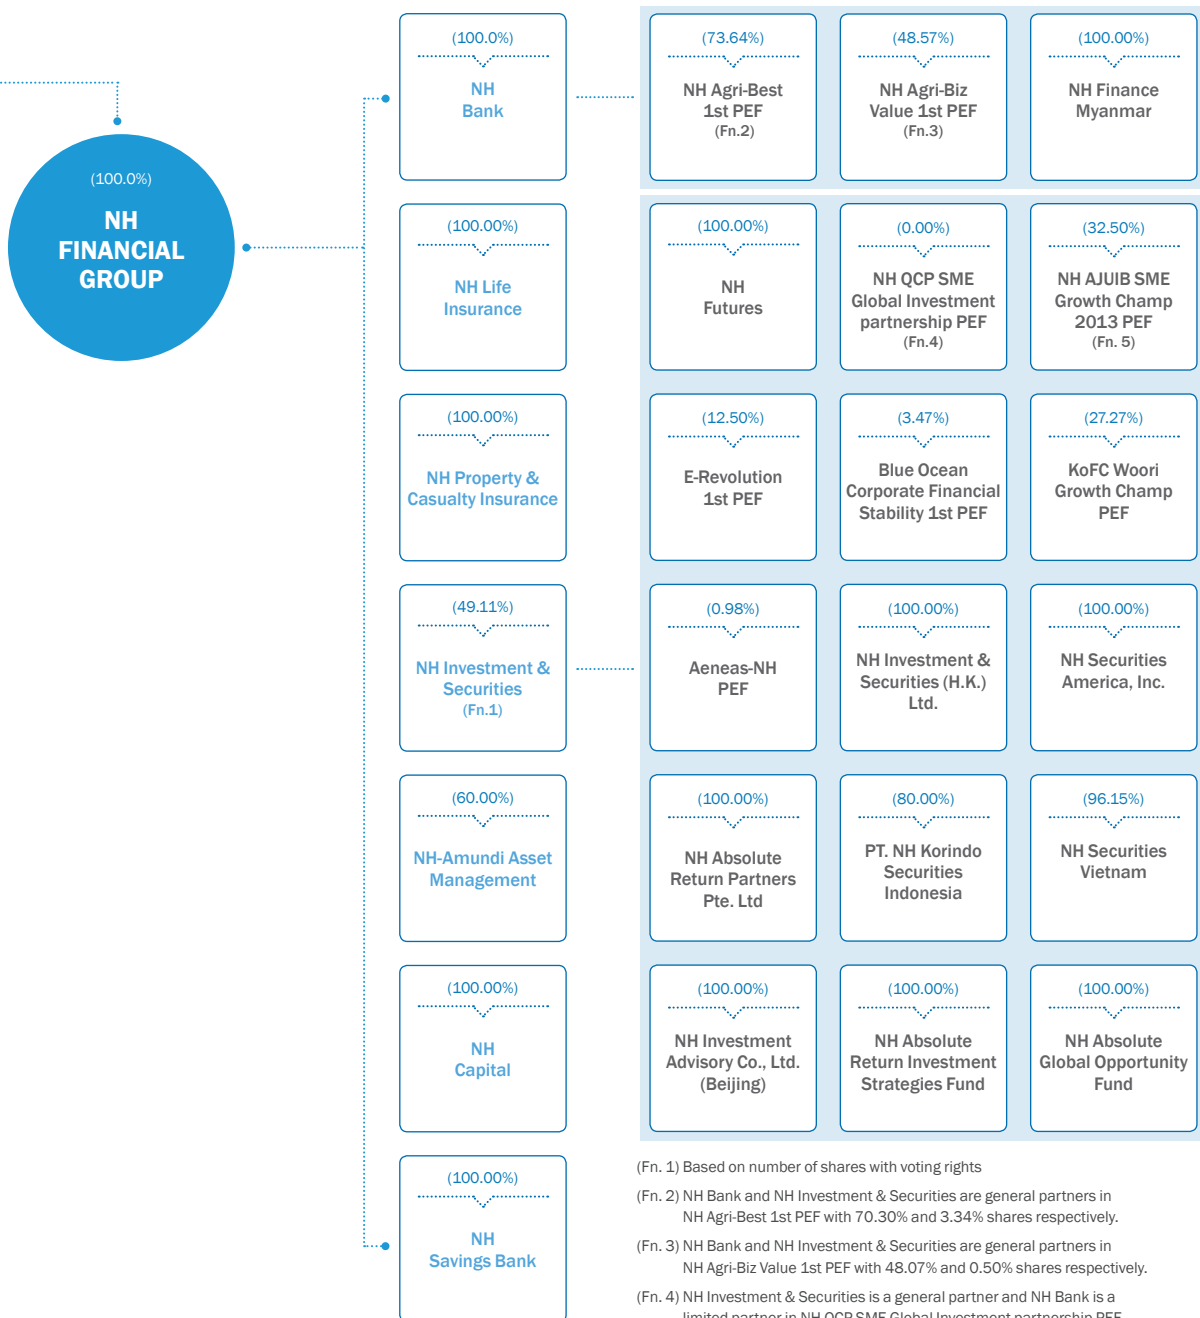 (100.0%)
NH
FINANCIAL
GROUP
(100.0%)
NH
Bank
(73.64%)
NH Agri-Best
1st PEF
(Fn.2)
(48.57%)
NH Agri-Biz
Value 1st PEF
(Fn.3)
(100.00%)
NH Finance
Myanmar
(100.00%)
NH Life
Insurance
(100.00%)
NH
Futures
(0.00%)
NH QCP SME
Global Investment
partnership PEF
(Fn.4)
(32.50%)
NH AJUIB SME
Growth Champ
2013 PEF
(Fn. 5)
(100.00%)
NH Property &
Casualty Insurance
(12.50%)
E-Revolution
1st PEF
(3.47%)
Blue Ocean
Corporate Financial
Stability 1st PEF
(27.27%)
KoFC Woori
Growth Champ
PEF
(49.11%)
NH Investment &
Securities
(Fn.1)
(0.98%)
Aeneas-NH
PEF
(100.00%)
NH Investment &
Securities (H.K.)
Ltd.
(100.00%)
NH Securities
America, Inc.
(60.00%)
NH-Amundi Asset
Management
(100.00%)
NH Absolute
Return Partners
Pte. Ltd
(80.00%)
PT. NH Korindo
Securities
Indonesia
(96.15%)
NH Securities
Vietnam
(100.00%)
NH
Capital
(100.00%)
NH Investment
Advisory Co., Ltd.
(Beijing)
(100.00%)
NH Absolute
Return Investment
Strategies Fund
(100.00%)
NH Absolute
Global Opportunity
Fund
(100.00%)
NH
Savings Bank
(Fn. 1) Based on number of shares with voting rights
(Fn. 2) NH Bank and NH Investment & Securities are general partners in
NH Agri-Best 1st PEF with 70.30% and 3.34% shares respectively.
(Fn. 3) NH Bank and NH Investment & Securities are general partners in
NH Agri-Biz Value 1st PEF with 48.07% and 0.50% shares respectively.
(Fn. 4) NH Investment & Securities is a general partner and NH Bank is a
limited partner in NH QCP SME Global Investment partnership PEF